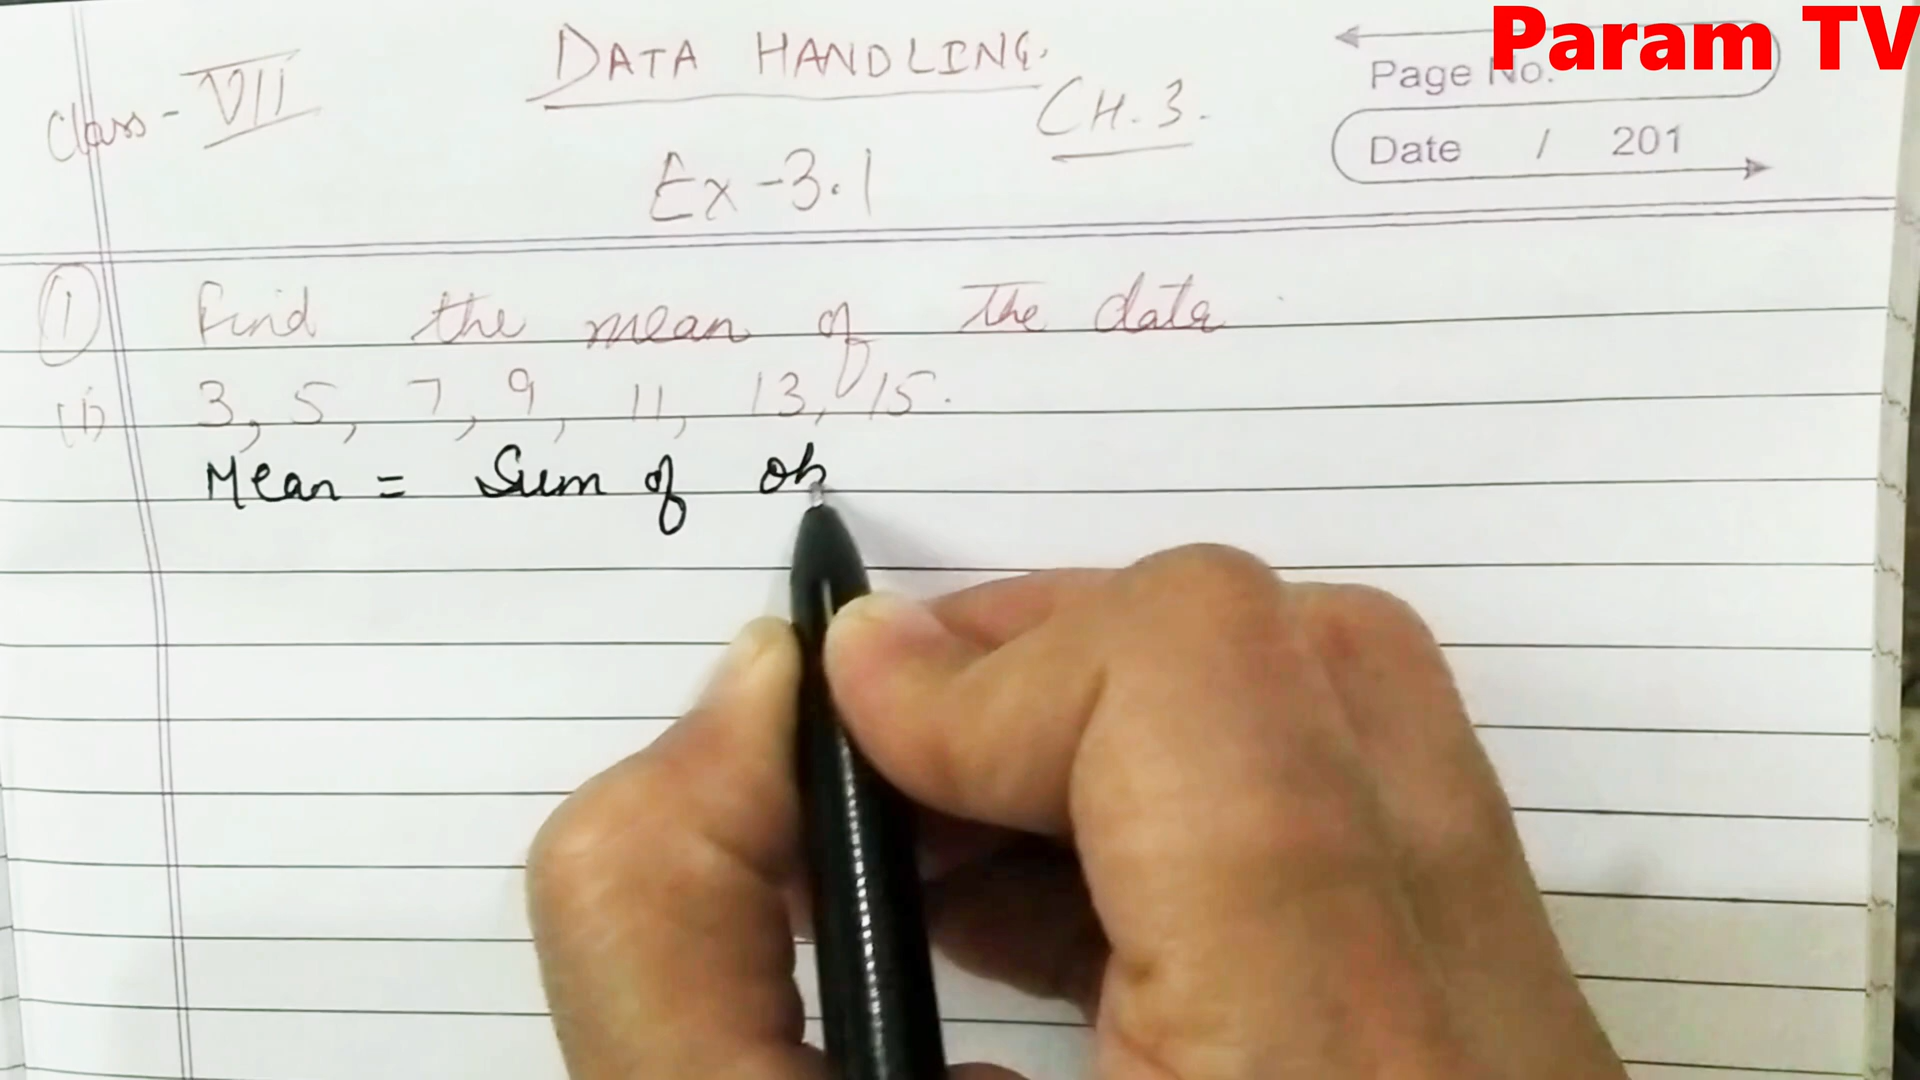 Param TV
Page No.
Date / 201
Class - VII
DATA HANDLING.
CH. 3.
Ex - 3.1
1 Find the mean of the data
(i) 3, 5, 7, 9, 11, 13, 15.
Mean = Sum of ob